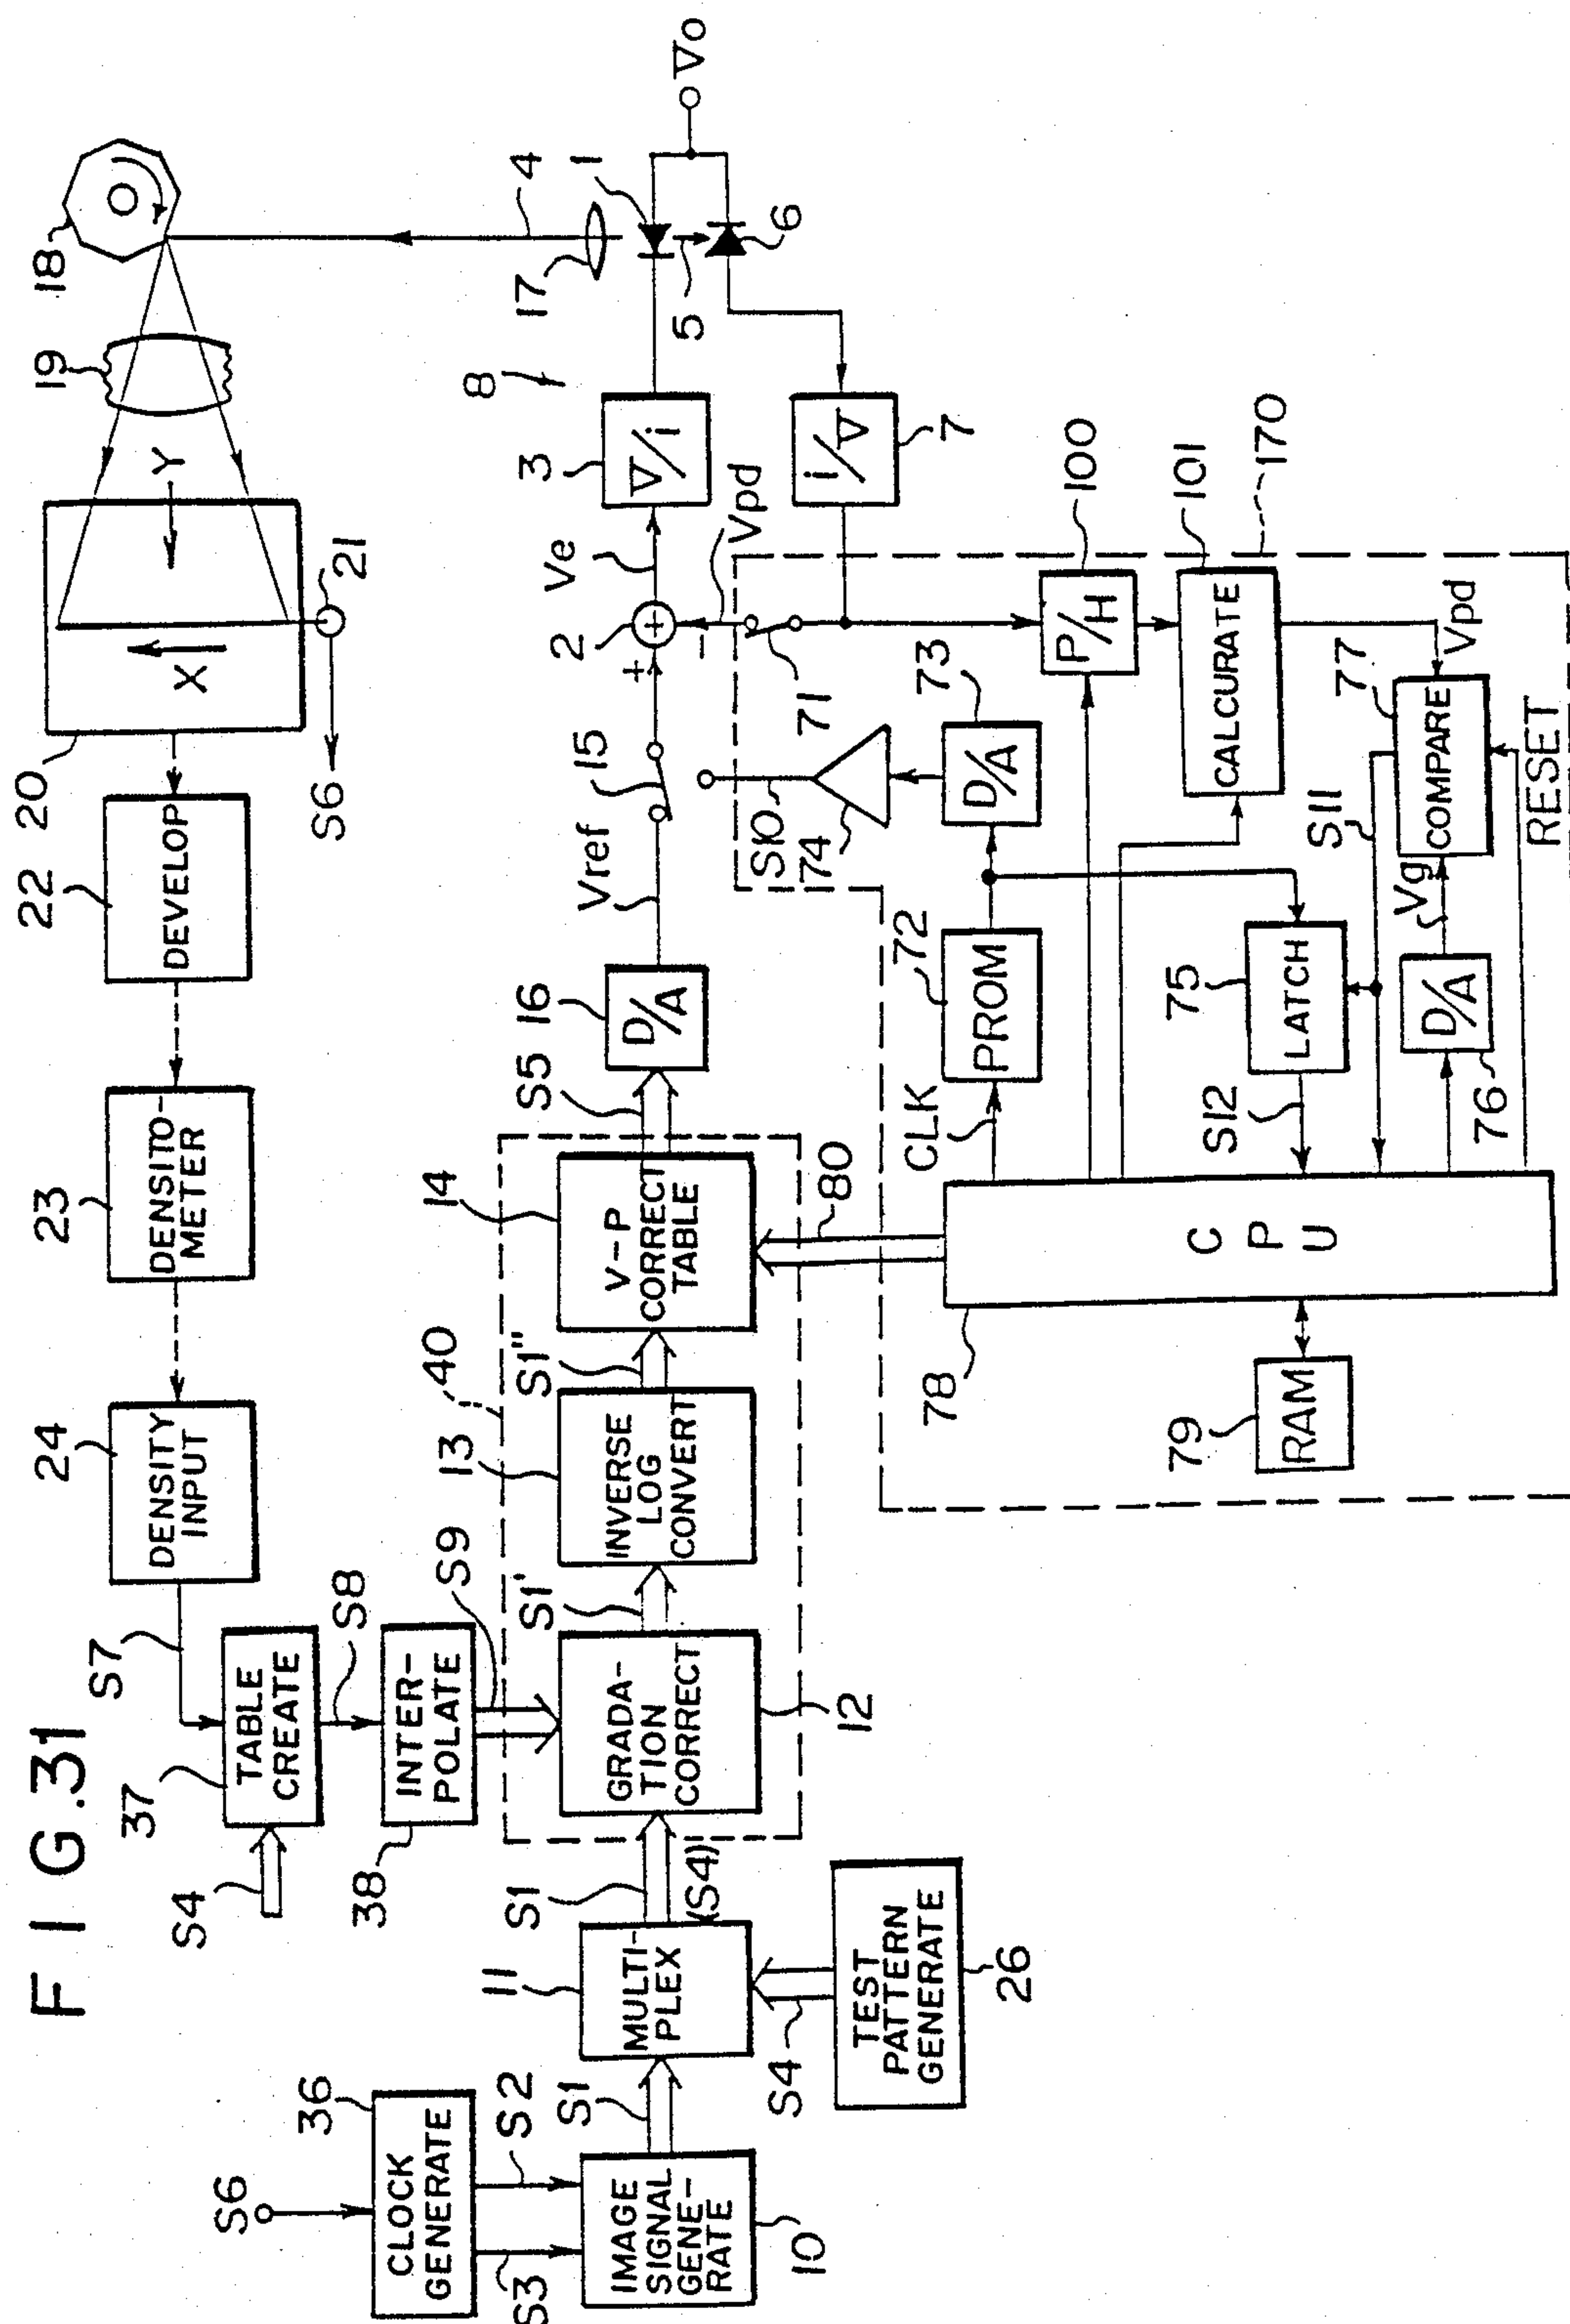 FIG.31
S6
CLOCK
GENERATE
36
S3
S2
IMAGE
SIGNAL
GENE-
RATE
10
S1
MULTI-
PLEX
11
S4
TEST
PATTERN
GENERATE
26
S1
(S4)
S4
37
TABLE
CREATE
S7
S8
38
INTER-
POLATE
S9
GRADA-
TION
CORRECT
12
S1'
13
INVERSE
LOG
CONVERT
40
S1"
14
V-P
CORRECT
TABLE
80
S5
16
D/A
Vref
15
+
2
+
-
Ve
Vpd
3
V/i
8
24
DENSITY
INPUT
23
DENSITO-
METER
22
DEVELOP
20
X
Y
21
S6
19
18
17
4
1
5
6
Vo
i/V
7
71
S10
74
73
D/A
72
PROM
CLK
P/H
100
CALCURATE
101
170
75
LATCH
S12
S11
77
COMPARE
Vpd
Vg
D/A
76
RESET
CPU
78
79
RAM